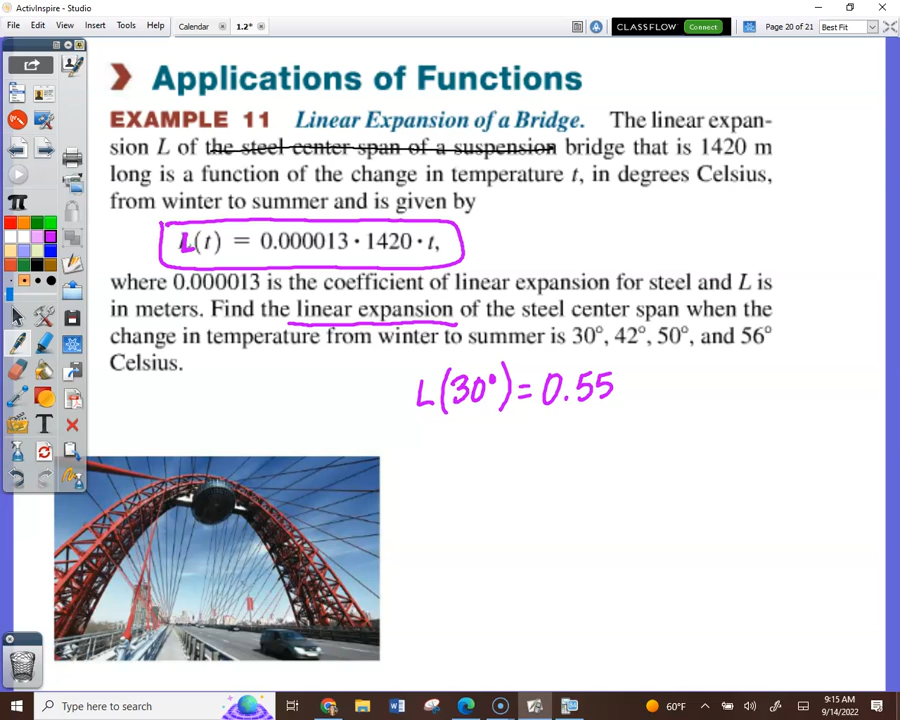 ActivInspire - Studio
File Edit View Insert Tools Help Calendar 1.2* CLASSFLOW Connect Page 20 of 21 Best Fit
Applications of Functions
EXAMPLE 11 Linear Expansion of a Bridge. The linear expan-
sion L of the steel center span of a suspension bridge that is 1420 m
long is a function of the change in temperature t, in degrees Celsius,
from winter to summer and is given by
L(t) = 0.000013 · 1420 · t,
where 0.000013 is the coefficient of linear expansion for steel and L is
in meters. Find the linear expansion of the steel center span when the
change in temperature from winter to summer is 30°, 42°, 50°, and 56°
Celsius.
L(30°) = 0.55
Type here to search
60°F
9:15 AM
9/14/2022